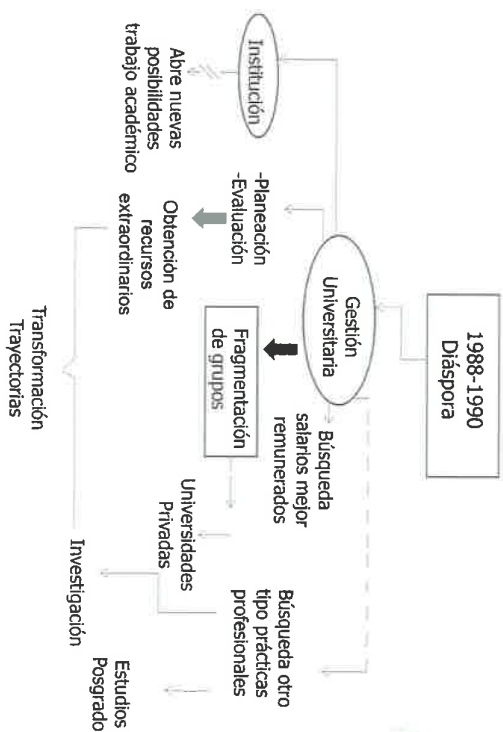 1988-1990
Diáspora
Gestión
Universitaria
Institución
Abre nuevas
posibilidades
trabajo académico
-Planeación
-Evaluación
Obtención de
recursos
extraordinarios
Fragmentación
de grupos
Búsqueda
salarios mejor
remunerados
Universidades
Privadas
Búsqueda otro
tipo prácticas
profesionales
Investigación
Estudios
Posgrado
Transformación
Trayectorias